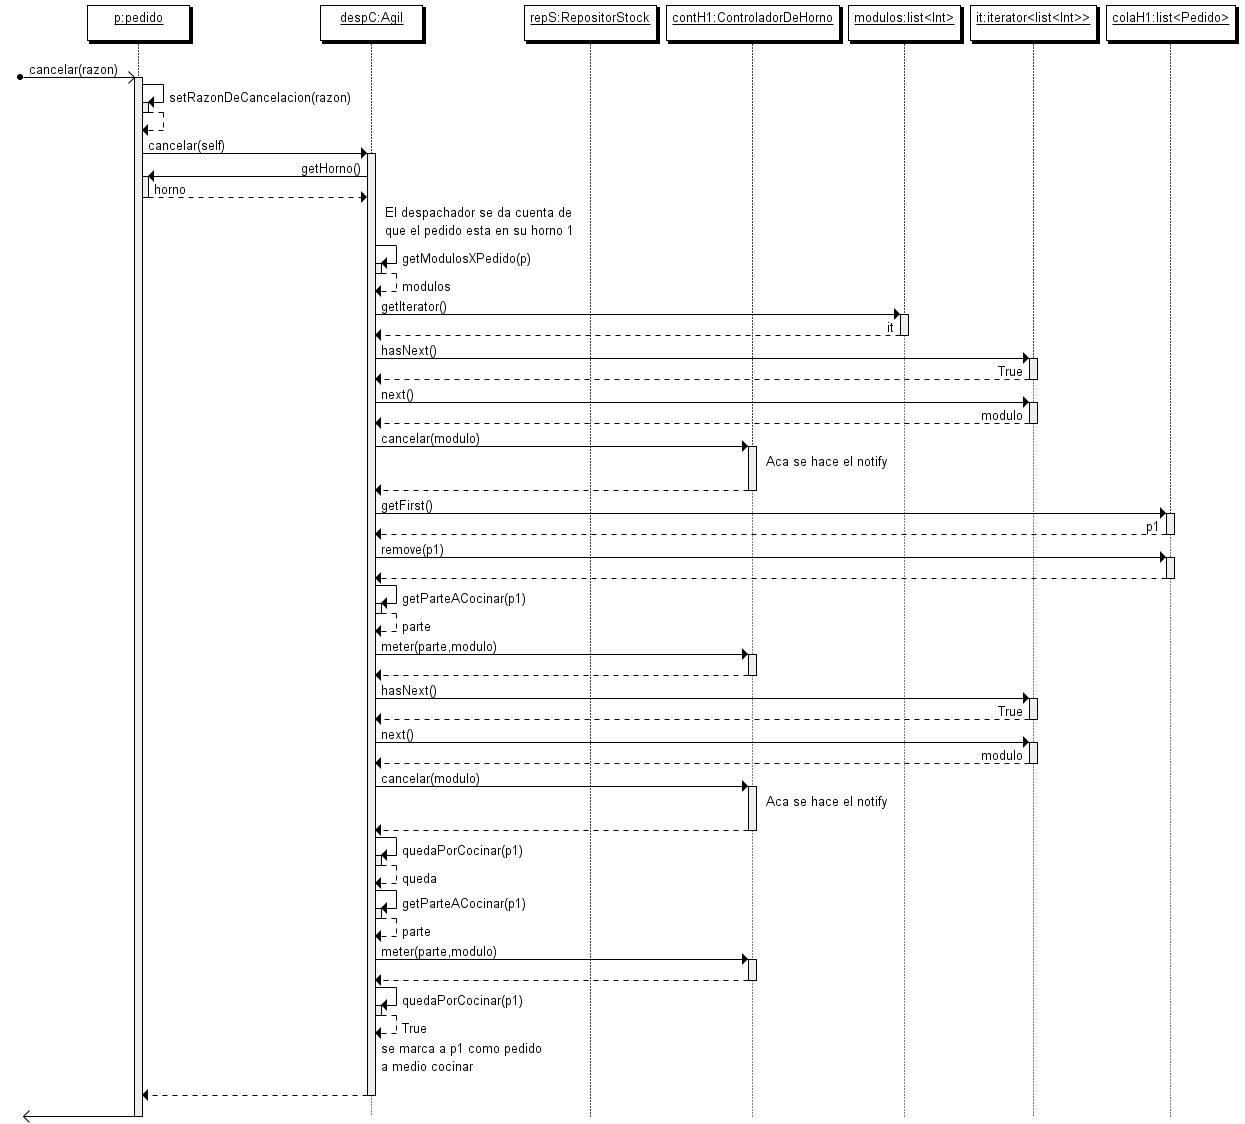 p:pedido
despC:Agil
repS:RepositorStock
contH1:ControladorDeHorno
modulos:list<Int>
it:iterator<list<Int>>
colaH1:list<Pedido>
cancelar(razon)
setRazonDeCancelacion(razon)
cancelar(self)
getHorno()
horno
El despachador se da cuenta de
que el pedido esta en su horno 1
getModulosXPedido(p)
modulos
getIterator()
it
hasNext()
True
next()
modulo
cancelar(modulo)
Aca se hace el notify
getFirst()
p1
remove(p1)
getParteACocinar(p1)
parte
meter(parte,modulo)
hasNext()
True
next()
modulo
cancelar(modulo)
Aca se hace el notify
quedaPorCocinar(p1)
queda
getParteACocinar(p1)
parte
meter(parte,modulo)
quedaPorCocinar(p1)
True
se marca a p1 como pedido
a medio cocinar